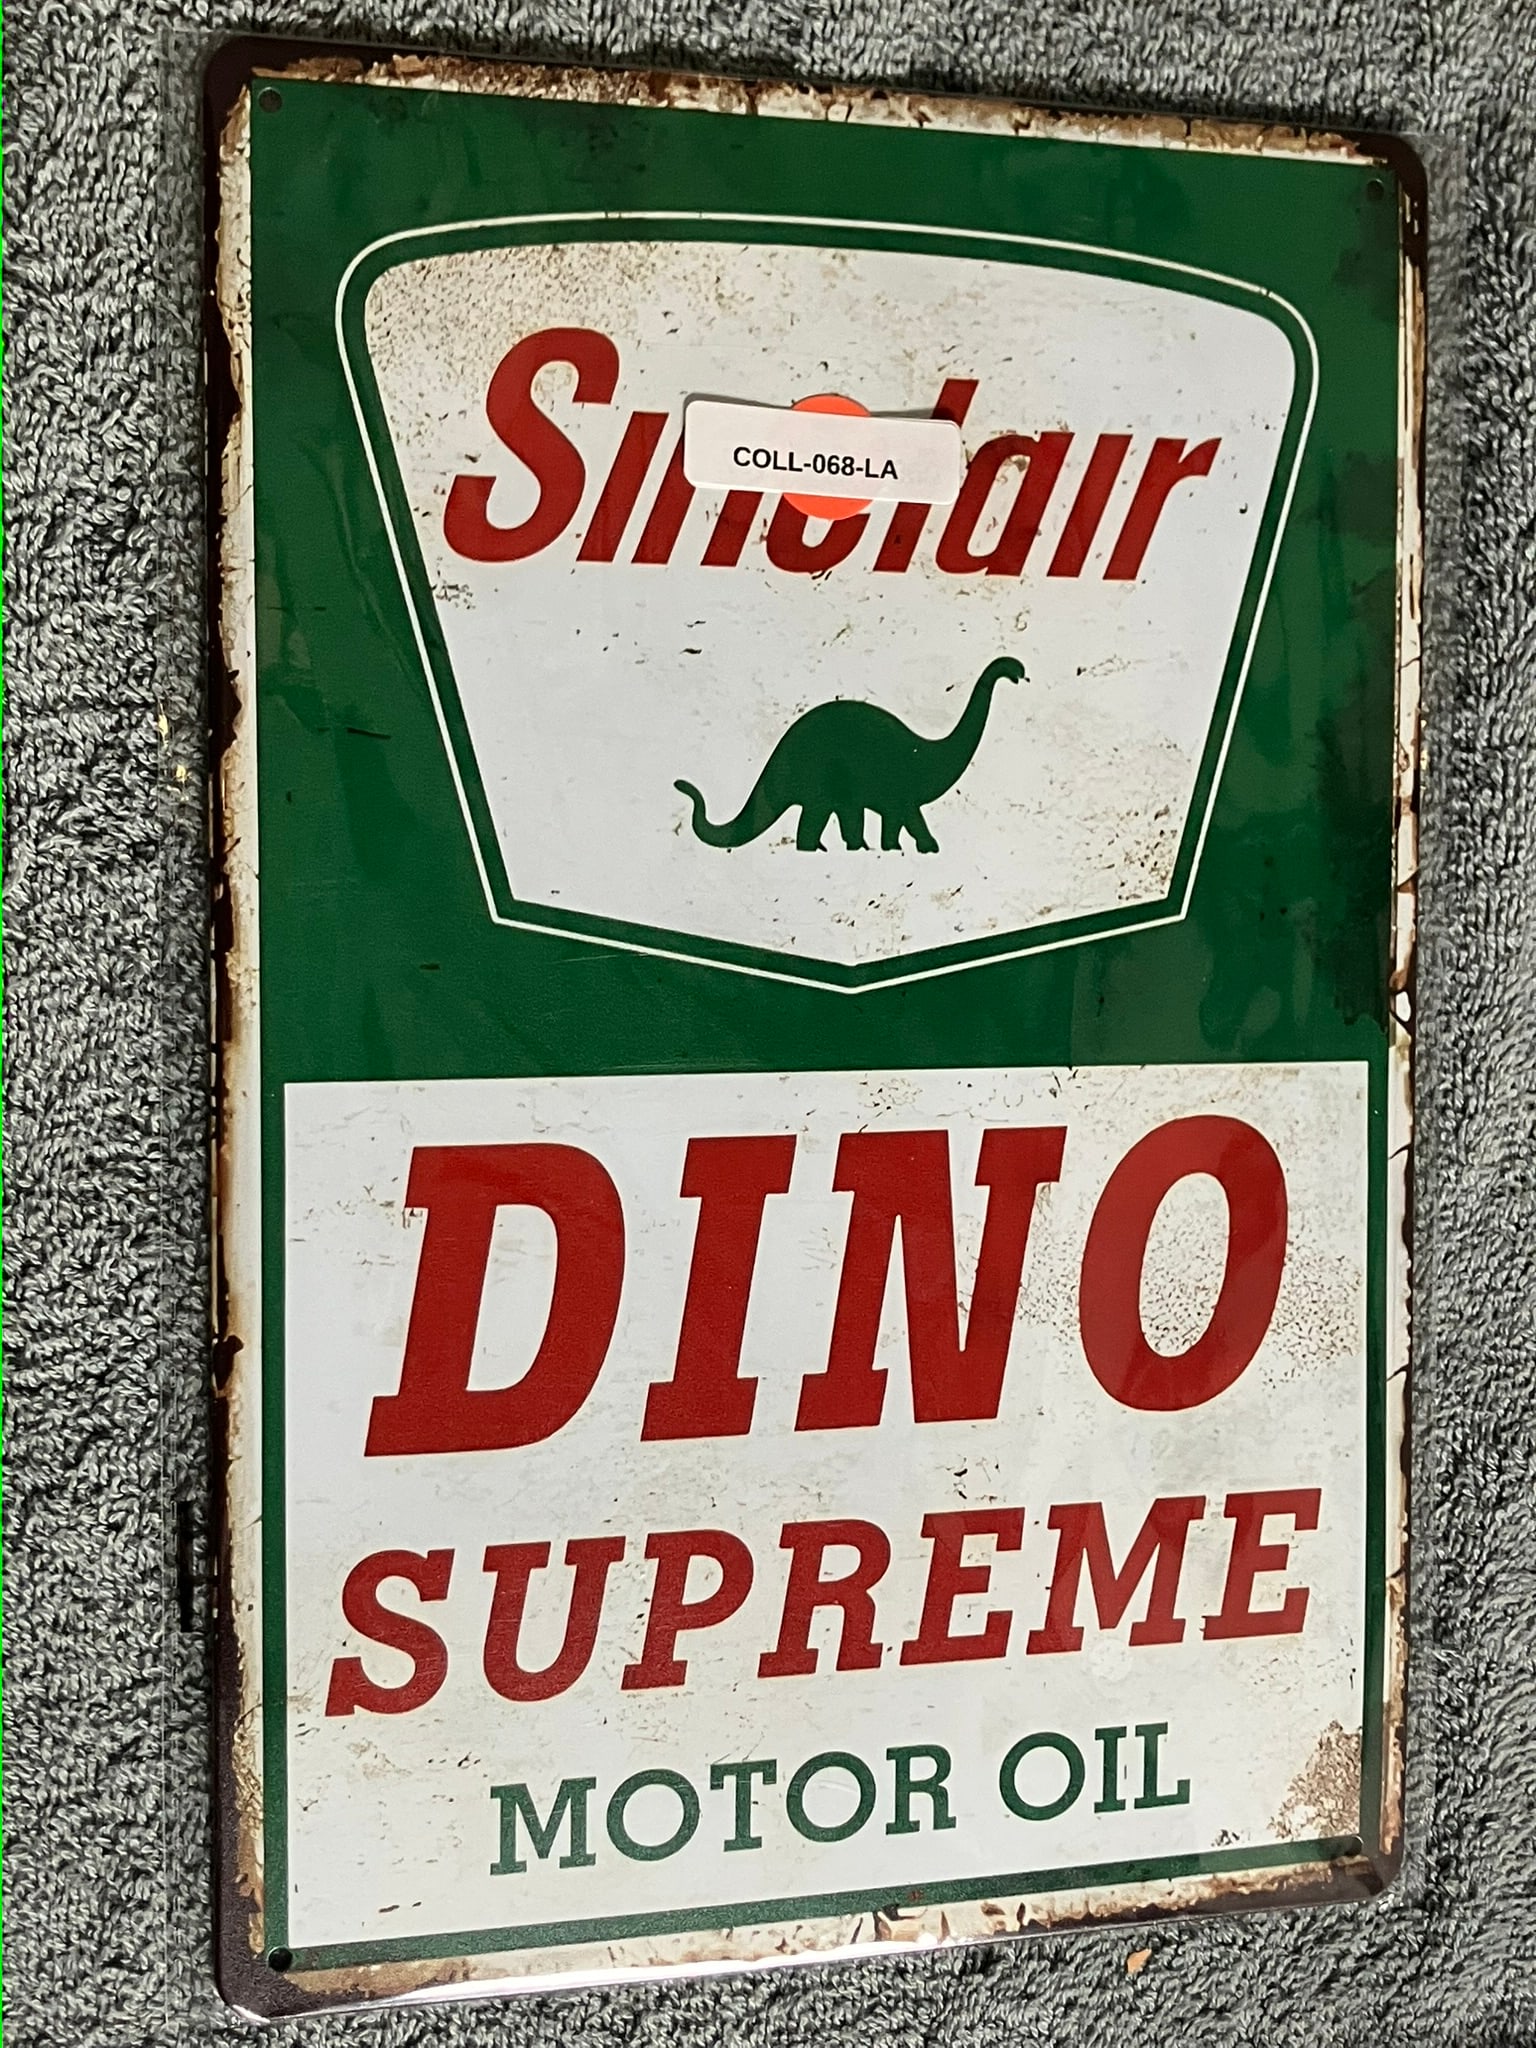 Sinclair
COLL-068-LA
DINO
SUPREME
MOTOR OIL